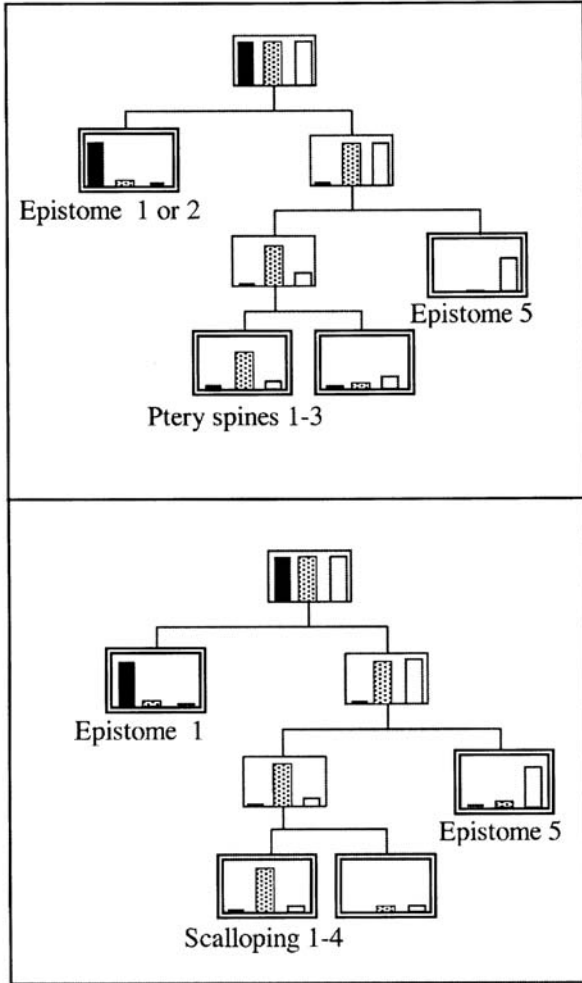 Epistome 1 or 2
Epistome 5
Ptery spines 1-3
Epistome 1
Epistome 5
Scalloping 1-4